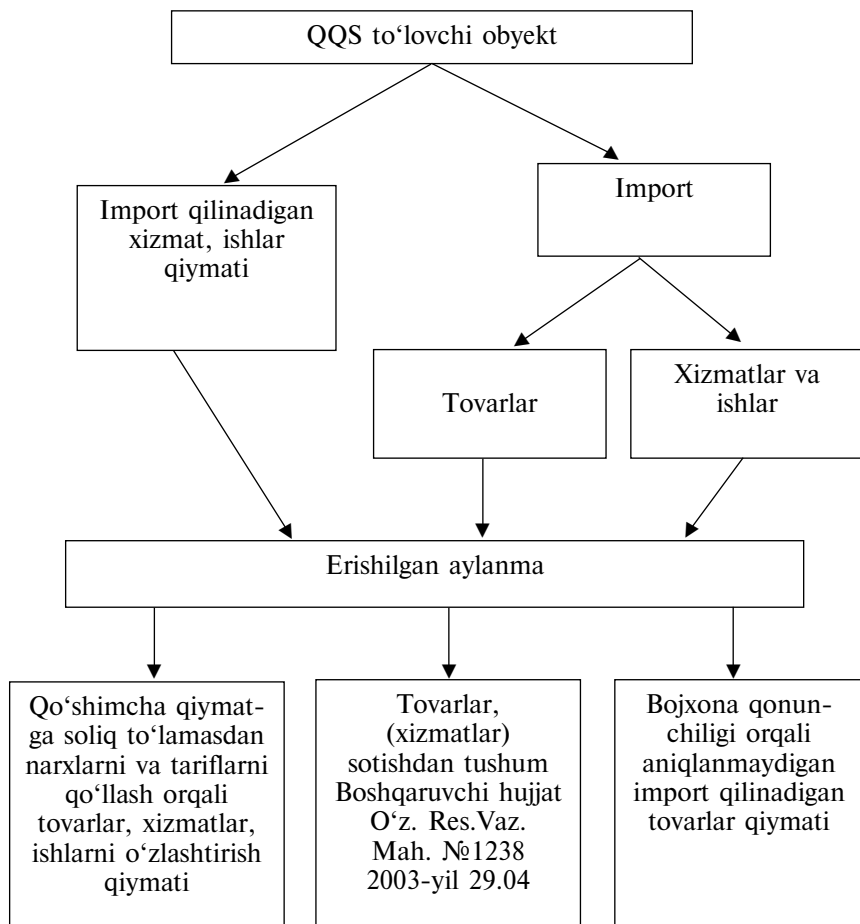 QQS to‘lovchi obyekt
Import qilinadigan
xizmat, ishlar
qiymati
Import
Tovarlar
Xizmatlar va
ishlar
Erishilgan aylanma
Qo‘shimcha qiymat-
ga soliq to‘lamasdan
narxlarni va tariflarni
qo‘llash orqali
tovarlar, xizmatlar,
ishlarni o‘zlashtirish
qiymati
Tovarlar,
(xizmatlar)
sotishdan tushum
Boshqaruvchi hujjat
O‘z. Res.Vaz.
Mah. №1238
2003-yil 29.04
Bojxona qonun-
chiligi orqali
aniqlanmaydigan
import qilinadigan
tovarlar qiymati